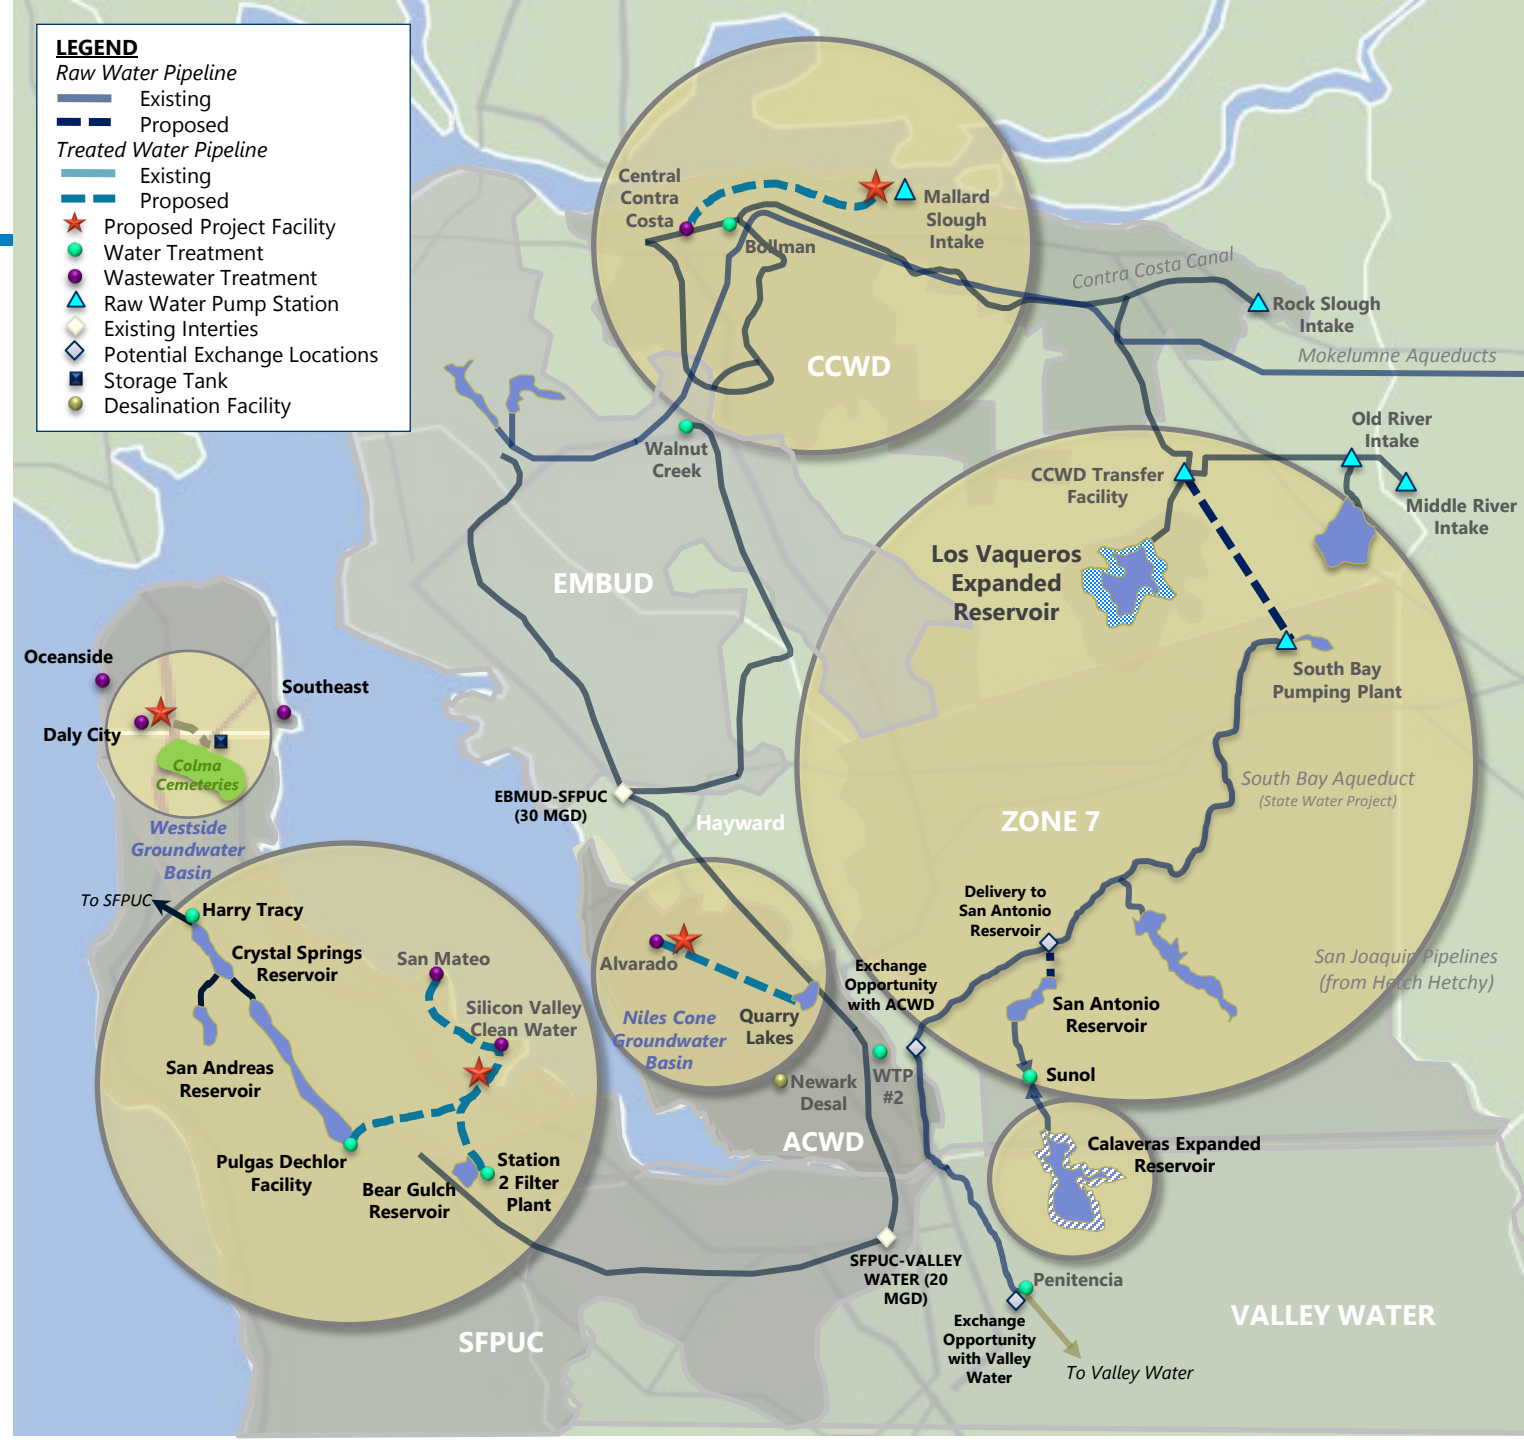 LEGEND
Raw Water Pipeline
Existing
Proposed
Treated Water Pipeline
Existing
Proposed
Proposed Project Facility
Water Treatment
Wastewater Treatment
Raw Water Pump Station
Existing Interties
Potential Exchange Locations
Storage Tank
Desalination Facility
Central
Contra
Costa
Bollman
Mallard
Slough
Intake
CCWD
Contra Costa Canal
Rock Slough
Intake
Mokelumne Aqueducts
Old River
Intake
Middle River
Intake
Walnut
Creek
CCWD Transfer
Facility
Los Vaqueros
Expanded
Reservoir
EMBUD
South Bay
Pumping Plant
South Bay Aqueduct
(State Water Project)
ZONE 7
Oceanside
Southeast
Daly City
Colma
Cemeteries
Westside
Groundwater
Basin
EBMUD-SFPUC
(30 MGD)
Hayward
To SFPUC
Harry Tracy
Crystal Springs
Reservoir
San Mateo
Silicon Valley
Clean Water
San Andreas
Reservoir
Pulgas Dechlor
Facility
Bear Gulch
Reservoir
Station
2 Filter
Plant
Alvarado
Niles Cone
Groundwater
Basin
Quarry
Lakes
Delivery to
San Antonio
Reservoir
Exchange
Opportunity
with ACWD
San Joaquin Pipelines
(from Hetch Hetchy)
San Antonio
Reservoir
Sunol
WTP
#2
Newark
Desal
ACWD
Calaveras Expanded
Reservoir
SFPUC-VALLEY
WATER (20
MGD)
Penitencia
Exchange
Opportunity
with Valley
Water
To Valley Water
VALLEY WATER
SFPUC